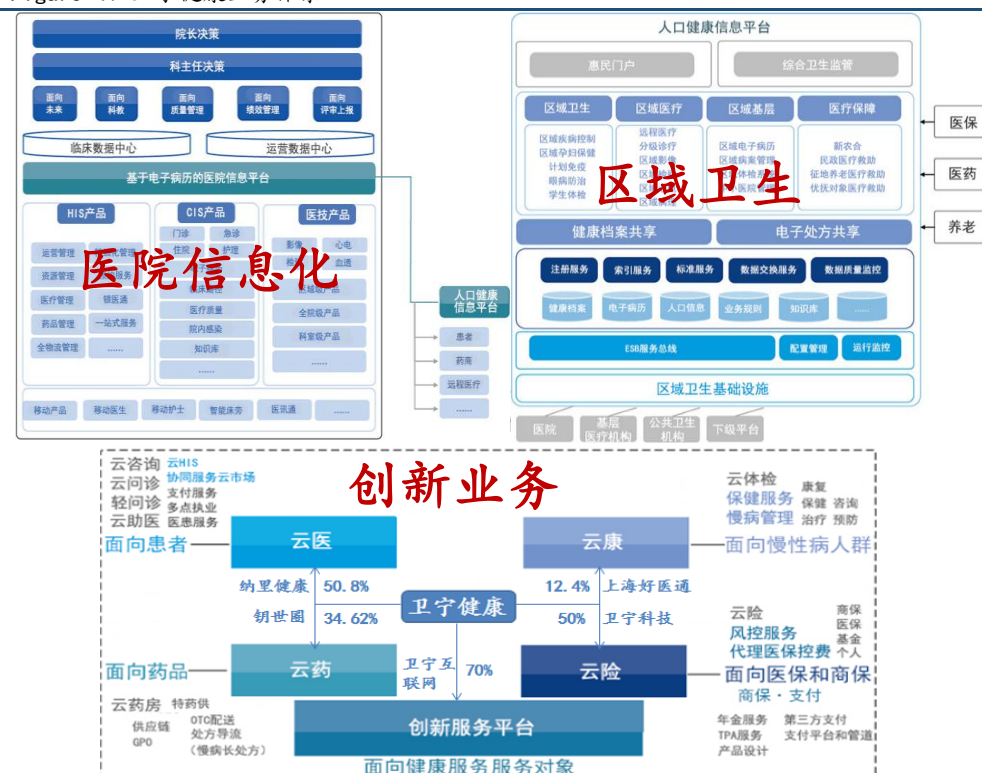 院长决策
科主任决策
面向
未来
面向
科教
面向
质量管理
面向
绩效管理
面向
评审上报
临床数据中心
运营数据中心
基于电子病历的医院信息平台
HIS产品
CIS产品
医技产品
运营管理
资源管理
医疗管理
药品管理
全物流管理
银医通
一站式服务
……
门诊
急诊
住院
护理
医疗质量
院内感染
知识库
……
影像
心电
血透
区域级产品
全院级产品
科室级产品
……
医院信息化
移动产品
移动医生
移动护士
智能床旁
医讯通
……
人口健康
信息平台
患者
药商
远程医疗
……
人口健康信息平台
惠民门户
综合卫生监管
区域卫生
区域医疗
区域基层
医疗保障
区域疾病控制
区域孕妇保健
计划免疫
眼病防治
学生体检
远程医疗
分级诊疗
区域影像
区域病理
区域电子病历
区域病案管理
新农合
民政医疗救助
征地养老医疗救助
优抚对象医疗救助
区域卫生
医保
医药
养老
健康档案共享
电子处方共享
注册服务
索引服务
标准服务
数据交换服务
数据质量监控
健康档案
电子病历
人口信息
业务规则
知识库
……
ESB服务总线
配置管理
运行监控
区域卫生基础设施
医院
基层
医疗机构
公共卫生
机构
下级平台
创新业务
云咨询
云问诊
轻问诊
云助医
云HIS
协同服务云市场
支付服务
多点执业
医患服务
面向患者
云医
云康
云体检
保健服务
慢病管理
康复
保健 咨询
治疗 预防
面向慢性病人群
纳里健康 50.8%
钥世圈 34.62%
卫宁健康
12.4% 上海好医通
50% 卫宁科技
卫宁互
联网
70%
面向药品
云药
云险
云险
风控服务
代理医保控费
商保
医保
基金
个人
面向医保和商保
商保·支付
云药房
特药供
供应链
GPO
OTC配送
处方导流
（慢病长处方）
创新服务平台
年金服务
TPA服务
产品设计
第三方支付
支付平台和管道
面向健康服务服务对象